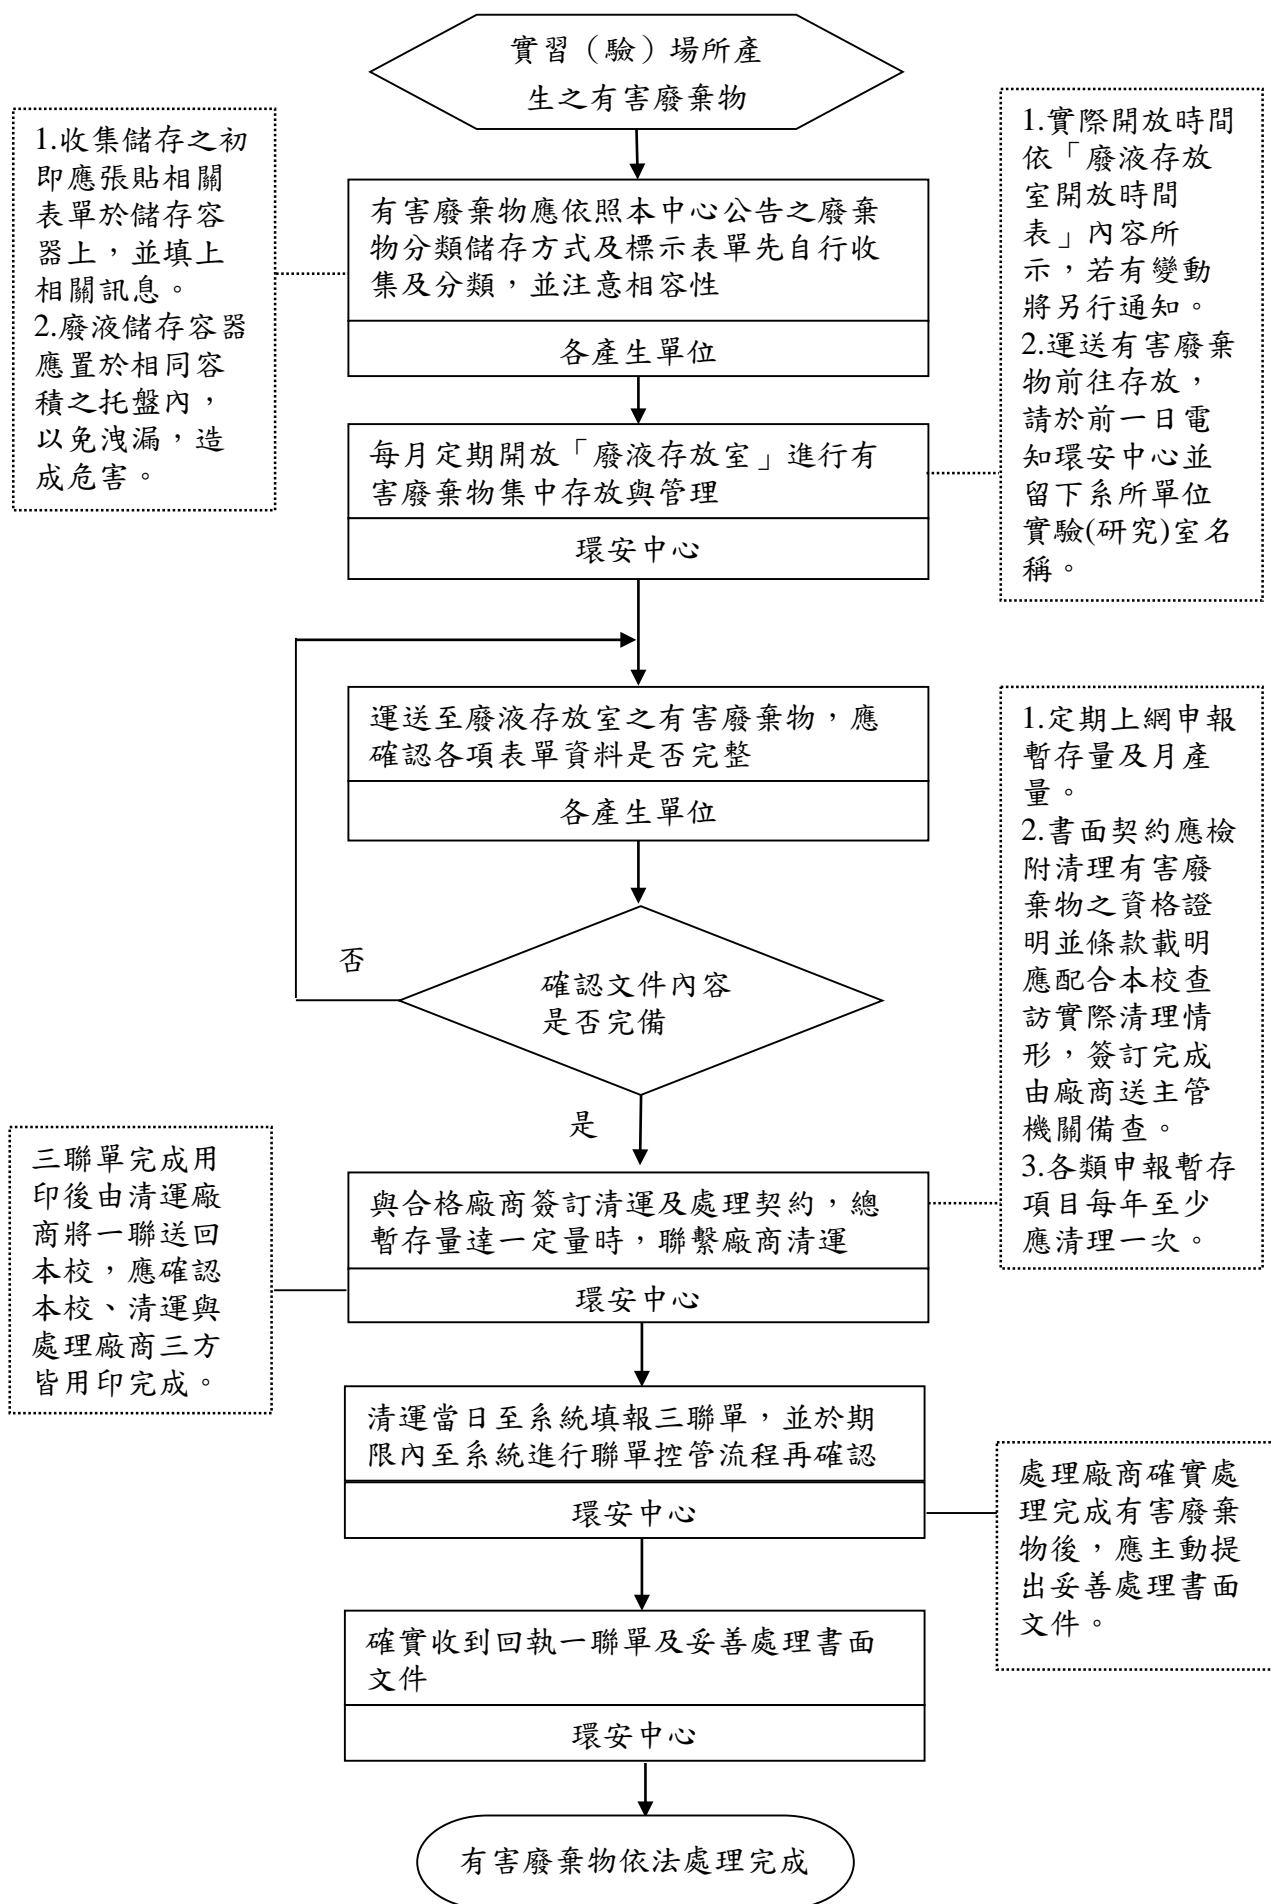 實習（驗）場所產
生之有害廢棄物
1.收集儲存之初
即應張貼相關
表單於儲存容
器上，並填上
相關訊息。
2.廢液儲存容器
應置於相同容
積之托盤內，
以免洩漏，造
成危害。
有害廢棄物應依照本中心公告之廢棄
物分類儲存方式及標示表單先自行收
集及分類，並注意相容性
各產生單位
1.實際開放時間
依「廢液存放
室開放時間
表」內容所
示，若有變動
將另行通知。
2.運送有害廢棄
物前往存放，
請於前一日電
知環安中心並
留下系所單位
實驗(研究)室名
稱。
每月定期開放「廢液存放室」進行有
害廢棄物集中存放與管理
環安中心
運送至廢液存放室之有害廢棄物，應
確認各項表單資料是否完整
各產生單位
否
確認文件內容
是否完備
是
1.定期上網申報
暫存量及月產
量。
2.書面契約應檢
附清理有害廢
棄物之資格證
明並條款載明
應配合本校查
訪實際清理情
形，簽訂完成
由廠商送主管
機關備查。
3.各類申報暫存
項目每年至少
應清理一次。
三聯單完成用
印後由清運廠
商將一聯送回
本校，應確認
本校、清運與
處理廠商三方
皆用印完成。
與合格廠商簽訂清運及處理契約，總
暫存量達一定量時，聯繫廠商清運
環安中心
清運當日至系統填報三聯單，並於期
限內至系統進行聯單控管流程再確認
環安中心
處理廠商確實處
理完成有害廢棄
物後，應主動提
出妥善處理書面
文件。
確實收到回執一聯單及妥善處理書面
文件
環安中心
有害廢棄物依法處理完成